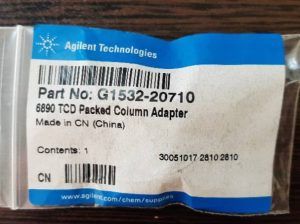 Agilent Technologies
Part No: G1532-20710
6890 TCD Packed Column Adapter
Made in CN (China)
Contents: 1
30051017 2810 2810
CN
www.agilent.com/chem/supplies